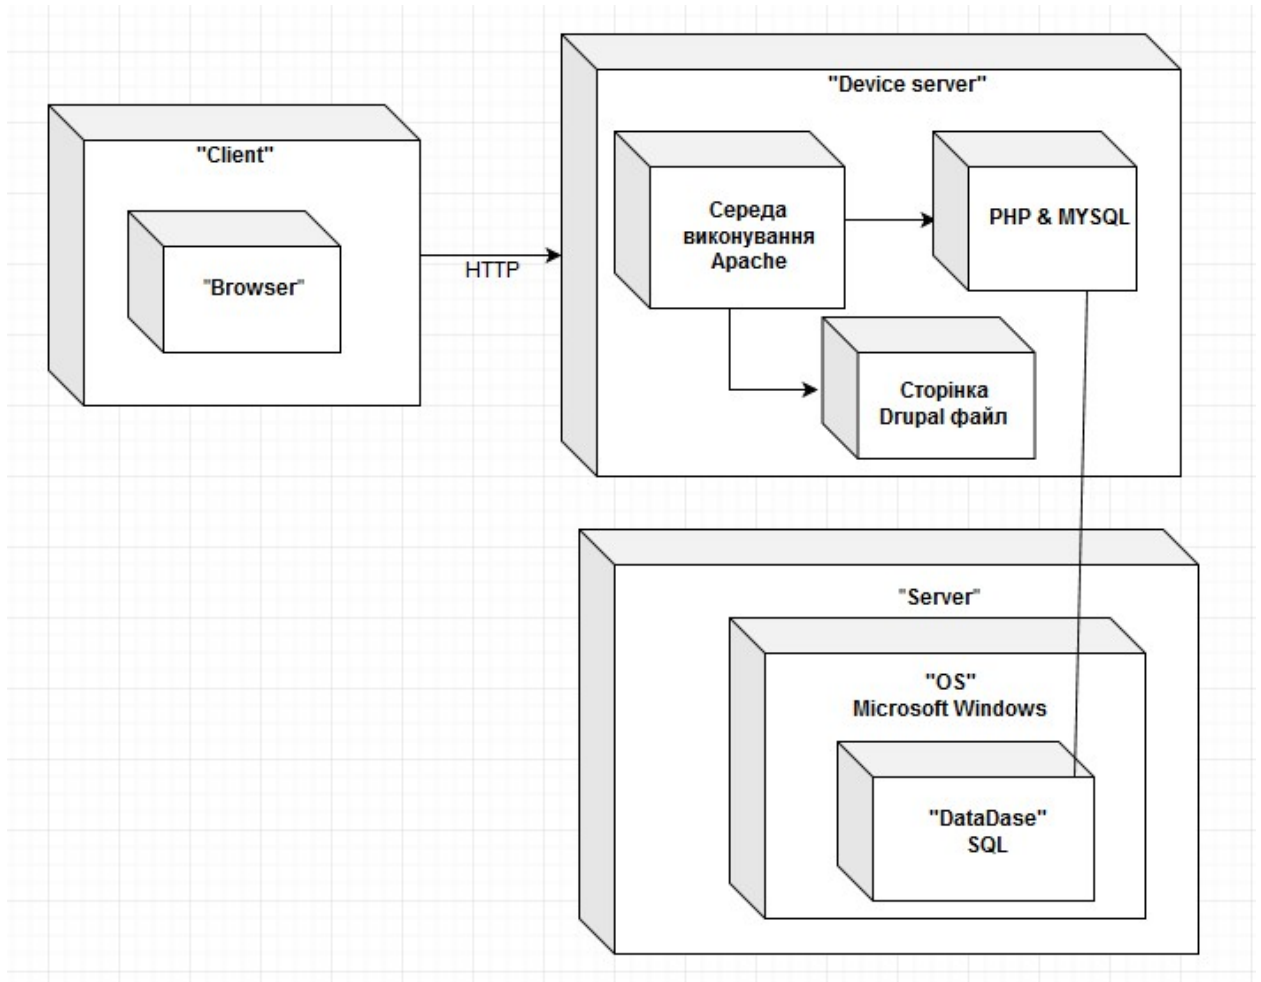 "Device server"
"Client"
Середа
виконування
Apache
PHP & MYSQL
HTTP
"Browser"
Сторінка
Drupal файл
"Server"
"OS"
Microsoft Windows
"DataDase"
SQL